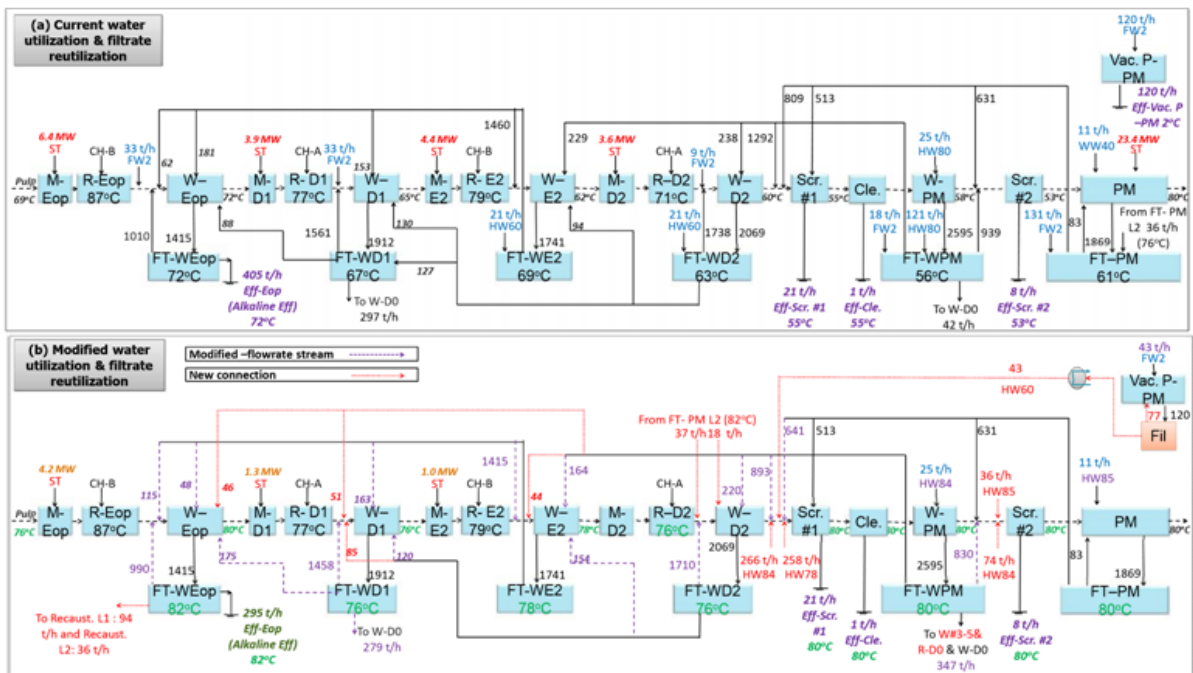 (a) Current water
utilization & filtrate
reutilization
120 t/h
FW2
Vac. P-
PM
120 t/h
Eff-Vac. P
–PM 2°C
1460
809
513
631
6.4 MW
ST
CH-B
33 t/h
FW2
62
181
3.9 MW
ST
CH-A
33 t/h
FW2
153
4.4 MW
ST
CH-B
229
3.6 MW
ST
CH-A
9 t/h
FW2
238
1292
25 t/h
HW80
11 t/h
WW40
23.4 MW
ST
Pulp
69°C
M-
Eop
R-Eop
87°C
W–
Eop
72°C
M-
D1
R- D1
77°C
W–
D1
65°C
M-
E2
R- E2
79°C
W–
E2
62°C
M-
D2
R–D2
71°C
W–
D2
60°C
Scr.
#1
55°C
Cle.
W-
PM
58°C
Scr.
#2
53°C
PM
80°C
1010
1415
88
1561
1912
130
127
21 t/h
HW60
1741
94
21 t/h
HW60
1738
2069
18 t/h
FW2
121 t/h
HW80
2595
939
131 t/h
FW2
83
1869
From FT- PM
L2 36 t/h
(76°C)
FT-WEop
72°C
FT-WD1
67°C
FT-WE2
69°C
FT-WD2
63°C
FT-WPM
56°C
FT–PM
61°C
405 t/h
Eff-Eop
(Alkaline Eff)
72°C
To W-D0
297 t/h
21 t/h
Eff-Scr. #1
55°C
1 t/h
Eff-Cle.
55°C
To W-D0
42 t/h
8 t/h
Eff-Scr. #2
53°C
(b) Modified water
utilization & filtrate
reutilization
Modified –flowrate stream
New connection
43 t/h
FW2
Vac. P-
PM
43
HW60
77
120
Fil
From FT- PM L2 (82°C)
37 t/h 18 t/h
1415
641
513
631
4.2 MW
ST
CH-B
115
48
46
1.3 MW
ST
CH-A
51
163
1.0 MW
ST
CH-B
44
164
CH-A
220
893
25 t/h
HW84
36 t/h
HW85
11 t/h
HW85
Pulp
76°C
M-
Eop
R-Eop
87°C
W–
Eop
80°C
M-
D1
R- D1
77°C
W–
D1
76°C
M-
E2
R- E2
79°C
W–
E2
78°C
M-
D2
R–D2
76°C
W–
D2
Scr.
#1
80°C
Cle.
80°C
W-
PM
Scr.
#2
80°C
PM
80°C
990
1415
175
1458
85
1912
120
1741
154
1710
2069
266 t/h
HW84
258 t/h
HW78
2595
830
74 t/h
HW84
83
1869
FT-WEop
82°C
FT-WD1
76°C
FT-WE2
78°C
FT-WD2
76°C
FT-WPM
80°C
FT–PM
80°C
To Recaust. L1 : 94
t/h and Recaust.
L2: 36 t/h
295 t/h
Eff-Eop
(Alkaline Eff)
82°C
To W-D0
279 t/h
21 t/h
Eff-Scr.
#1
80°C
1 t/h
Eff-Cle.
80°C
To W#3-5&
R-D0 & W-D0
347 t/h
8 t/h
Eff-Scr. #2
80°C